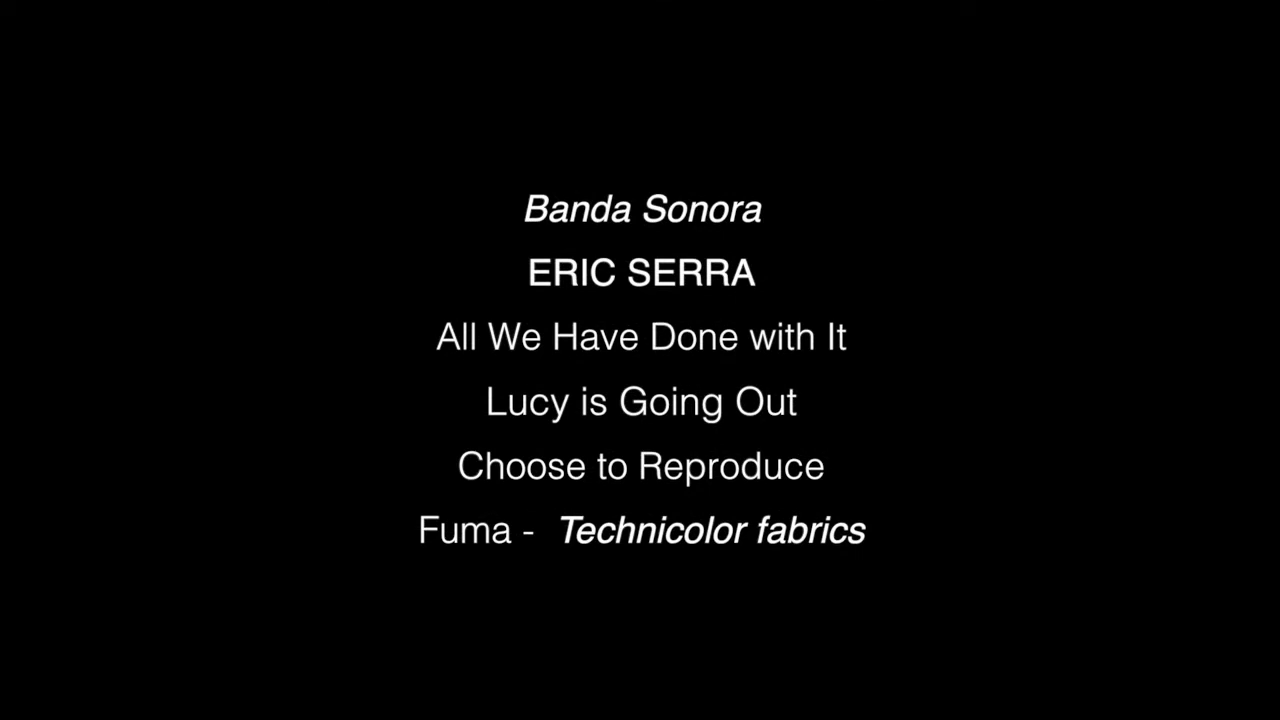 Banda Sonora
ERIC SERRA
All We Have Done with It
Lucy is Going Out
Choose to Reproduce
Fuma - Technicolor fabrics